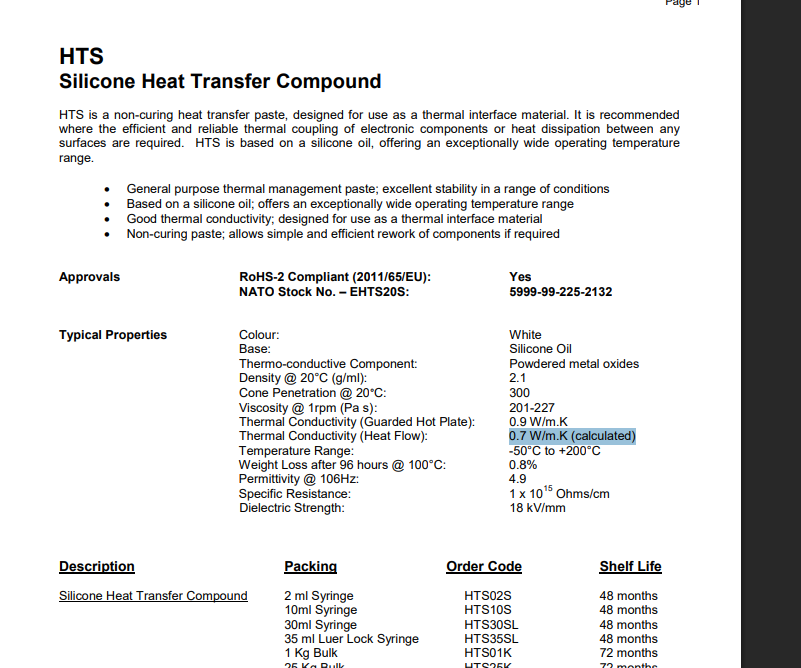 Page 1
HTS
Silicone Heat Transfer Compound
HTS is a non-curing heat transfer paste, designed for use as a thermal interface material. It is recommended
where the efficient and reliable thermal coupling of electronic components or heat dissipation between any
surfaces are required. HTS is based on a silicone oil, offering an exceptionally wide operating temperature
range.
• General purpose thermal management paste; excellent stability in a range of conditions
• Based on a silicone oil; offers an exceptionally wide operating temperature range
• Good thermal conductivity; designed for use as a thermal interface material
• Non-curing paste; allows simple and efficient rework of components if required
Approvals RoHS-2 Compliant (2011/65/EU): Yes
NATO Stock No. – EHTS20S: 5999-99-225-2132
Typical Properties Colour: White
Base: Silicone Oil
Thermo-conductive Component: Powdered metal oxides
Density @ 20°C (g/ml): 2.1
Cone Penetration @ 20°C: 300
Viscosity @ 1rpm (Pa s): 201-227
Thermal Conductivity (Guarded Hot Plate): 0.9 W/m.K
Thermal Conductivity (Heat Flow): 0.7 W/m.K (calculated)
Temperature Range: -50°C to +200°C
Weight Loss after 96 hours @ 100°C: 0.8%
Permittivity @ 106Hz: 4.9
Specific Resistance: 1 x 10¹⁵ Ohms/cm
Dielectric Strength: 18 kV/mm
Description Packing Order Code Shelf Life
Silicone Heat Transfer Compound 2 ml Syringe HTS02S 48 months
10ml Syringe HTS10S 48 months
30ml Syringe HTS30SL 48 months
35 ml Luer Lock Syringe HTS35SL 48 months
1 Kg Bulk HTS01K 72 months
25 Kg Bulk HTS25K 72 months